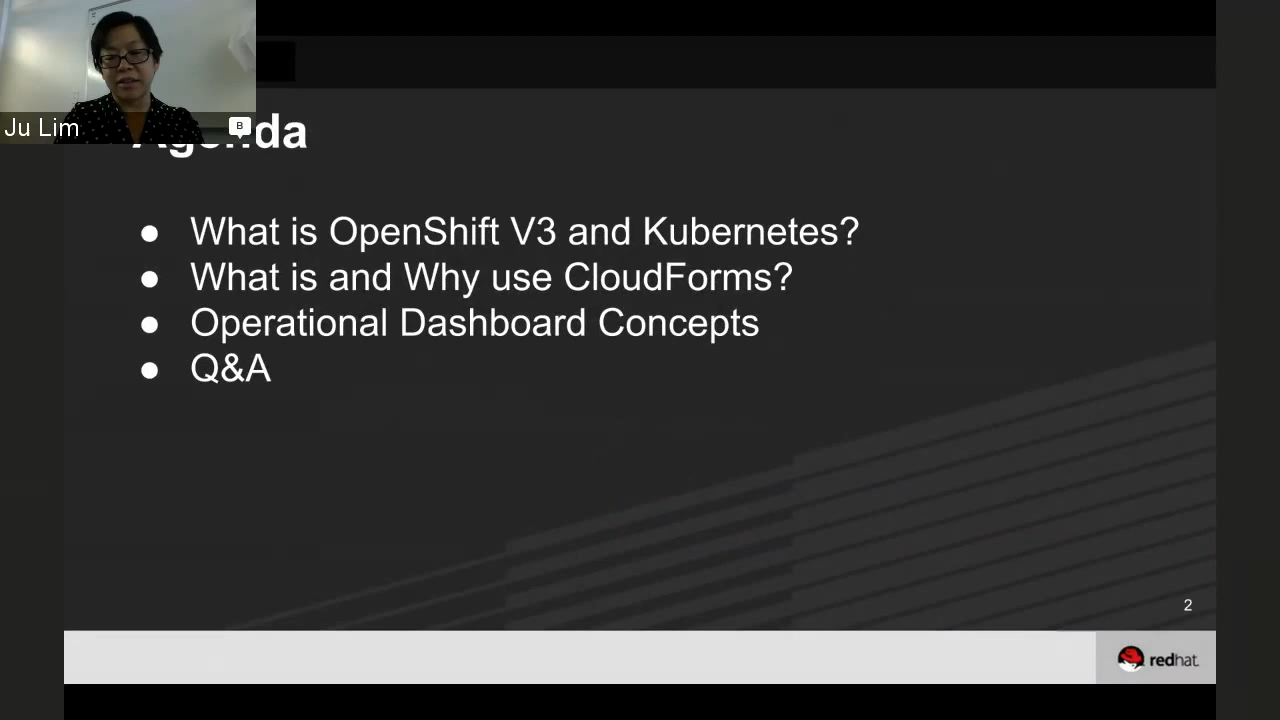 Ju Lim
B
Agenda
● What is OpenShift V3 and Kubernetes?
● What is and Why use CloudForms?
● Operational Dashboard Concepts
● Q&A
2
redhat.